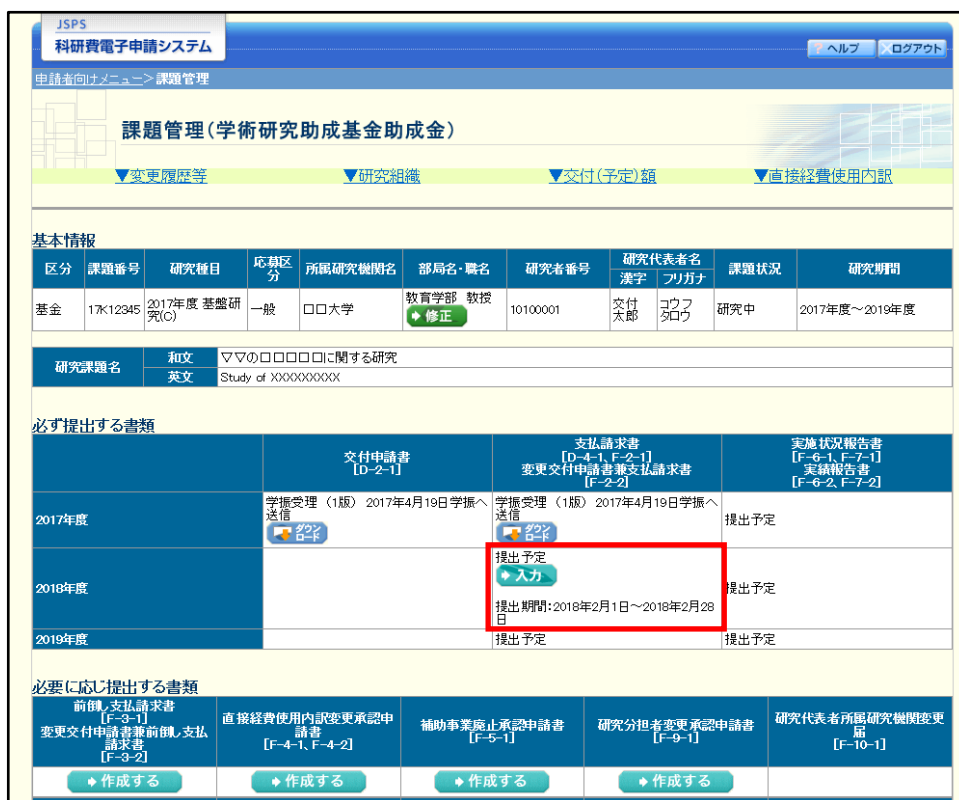 JSPS
科研費電子申請システム
? ヘルプ
×ログアウト
申請者向けメニュー>課題管理
課題管理(学術研究助成基金助成金)
▼変更履歴等
▼研究組織
▼交付(予定)額
▼直接経費使用内訳
基本情報
区分
課題番号
研究種目
応募区
分
所属研究機関名
部局名・職名
研究者番号
研究代表者名
漢字
フリガナ
課題状況
研究期間
基金
17K12345
2017年度 基盤研
究(C)
一般
□□大学
教育学部 教授
修正
10100001
交付
太郎
コウフ
タロウ
研究中
2017年度~2019年度
研究課題名
和文
▽▽の□□□□□に関する研究
英文
Study of XXXXXXXXX
必ず提出する書類
交付申請書
[D-2-1]
支払請求書
[D-4-1、F-2-1]
変更交付申請書兼支払請求書
[F-2-2]
実施状況報告書
[F-6-1、F-7-1]
実績報告書
[F-6-2、F-7-2]
2017年度
学振受理 (1版) 2017年4月19日学振へ
送信
ダウン
ロード
学振受理 (1版) 2017年4月19日学振へ
送信
ダウン
ロード
提出予定
2018年度
提出予定
入力
提出期間:2018年2月1日~2018年2月28
日
提出予定
2019年度
提出予定
提出予定
必要に応じ提出する書類
前倒し支払請求書
[F-3-1]
変更交付申請書兼前倒し支払
請求書
[F-3-2]
直接経費使用内訳変更承認申
請書
[F-4-1、F-4-2]
補助事業廃止承認申請書
[F-5-1]
研究分担者変更承認申請書
[F-9-1]
研究代表者所属研究機関変更
届
[F-10-1]
作成する
作成する
作成する
作成する